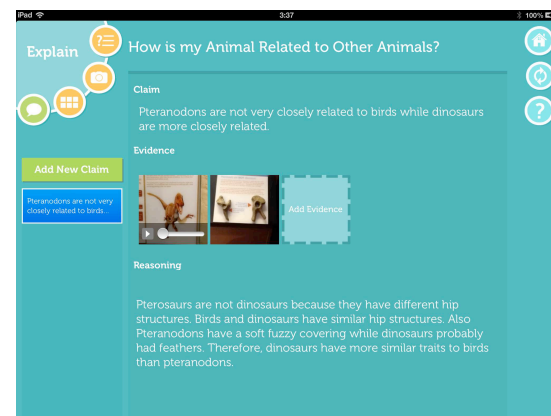 iPad
3:37
100%
Explain
How is my Animal Related to Other Animals?
Claim
Pteranodons are not very closely related to birds while dinosaurs
are more closely related.
Evidence
Add New Claim
Pteranodons are not very
closely related to birds...
Add Evidence
Reasoning
Pterosaurs are not dinosaurs because they have different hip
structures. Birds and dinosaurs have similar hip structures. Also
Pteranodons have a soft fuzzy covering while dinosaurs probably
had feathers. Therefore, dinosaurs have more similar traits to birds
than pteranodons.